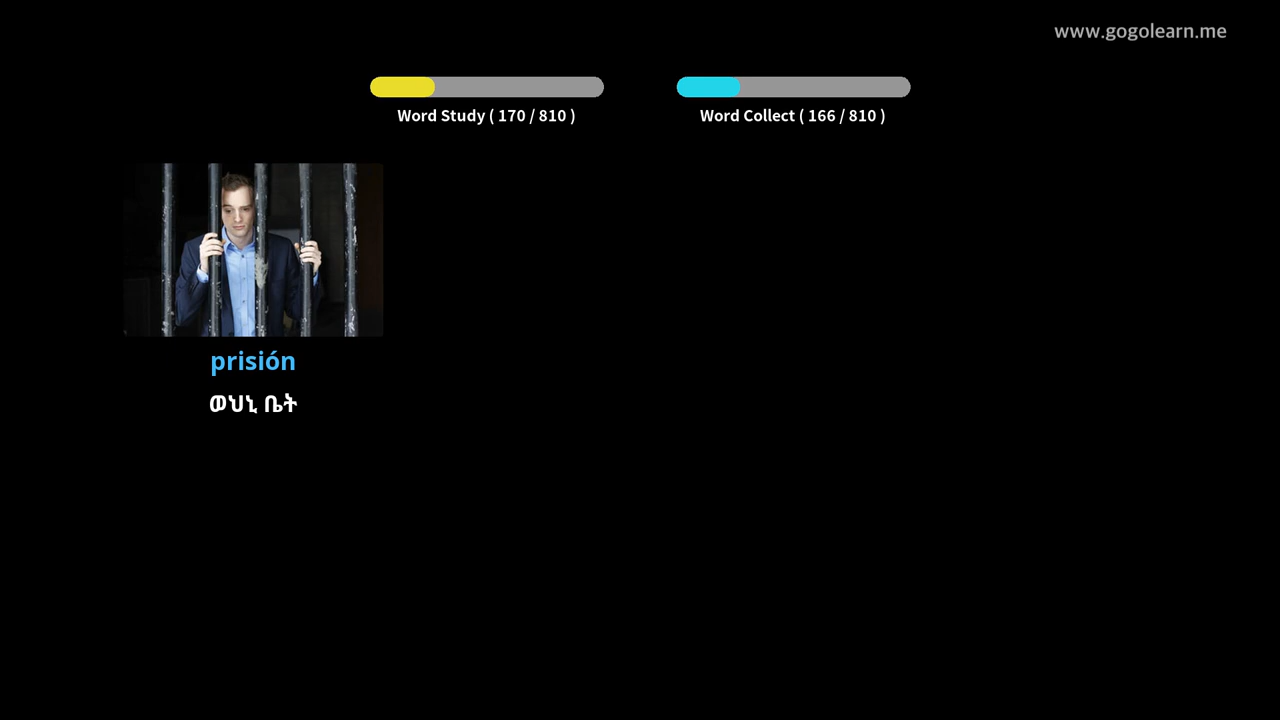 www.gogolearn.me
Word Study ( 170 / 810 )
Word Collect ( 166 / 810 )
prisión
ወህኒ ቤት